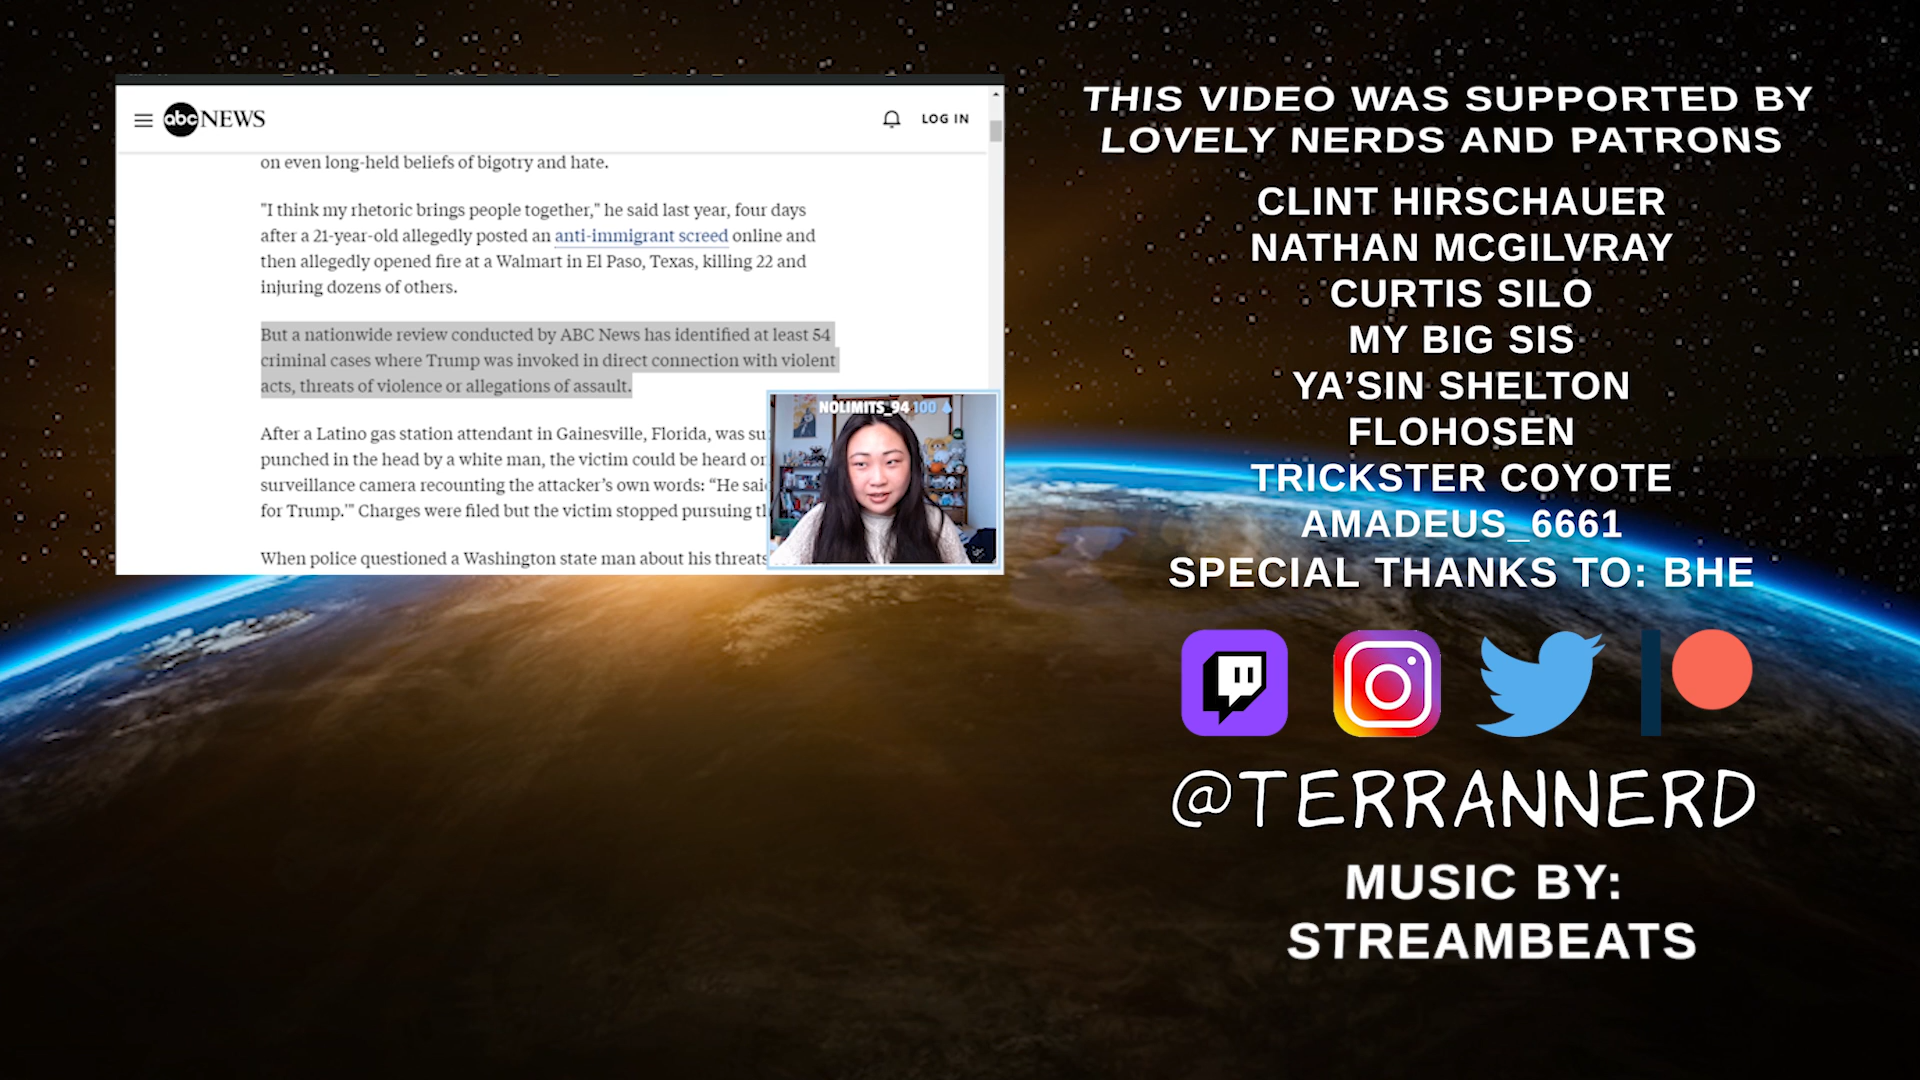 abc NEWS
LOG IN
on even long-held beliefs of bigotry and hate.
"I think my rhetoric brings people together," he said last year, four days
after a 21-year-old allegedly posted an anti-immigrant screed online and
then allegedly opened fire at a Walmart in El Paso, Texas, killing 22 and
injuring dozens of others.
But a nationwide review conducted by ABC News has identified at least 54
criminal cases where Trump was invoked in direct connection with violent
acts, threats of violence or allegations of assault.
After a Latino gas station attendant in Gainesville, Florida, was su
punched in the head by a white man, the victim could be heard on
surveillance camera recounting the attacker's own words: “He said
for Trump.'" Charges were filed but the victim stopped pursuing th
When police questioned a Washington state man about his threats
NOLIMITS_94 100
THIS VIDEO WAS SUPPORTED BY
LOVELY NERDS AND PATRONS
CLINT HIRSCHAUER
NATHAN MCGILVRAY
CURTIS SILO
MY BIG SIS
YA’SIN SHELTON
FLOHOSEN
TRICKSTER COYOTE
AMADEUS_6661
SPECIAL THANKS TO: BHE
@TERRANNERD
MUSIC BY:
STREAMBEATS